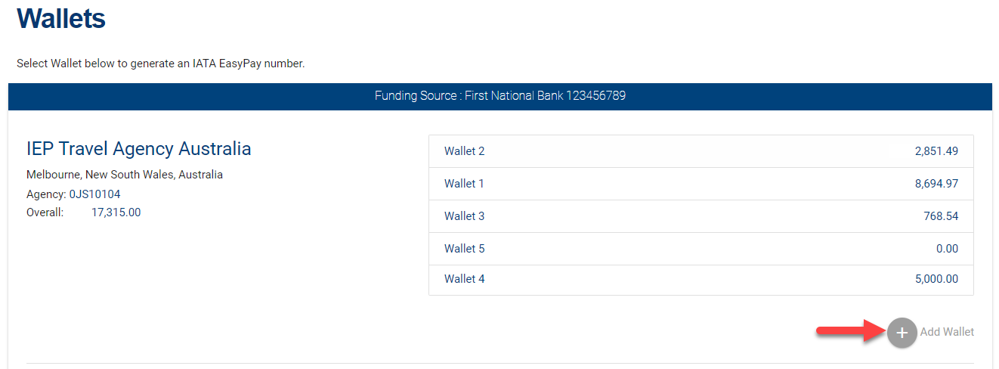 Wallets
Select Wallet below to generate an IATA EasyPay number.
Funding Source : First National Bank 123456789
IEP Travel Agency Australia
Melbourne, New South Wales, Australia
Agency: 0JS10104
Overall: 17,315.00
Wallet 2 2,851.49
Wallet 1 8,694.97
Wallet 3 768.54
Wallet 5 0.00
Wallet 4 5,000.00
+ Add Wallet